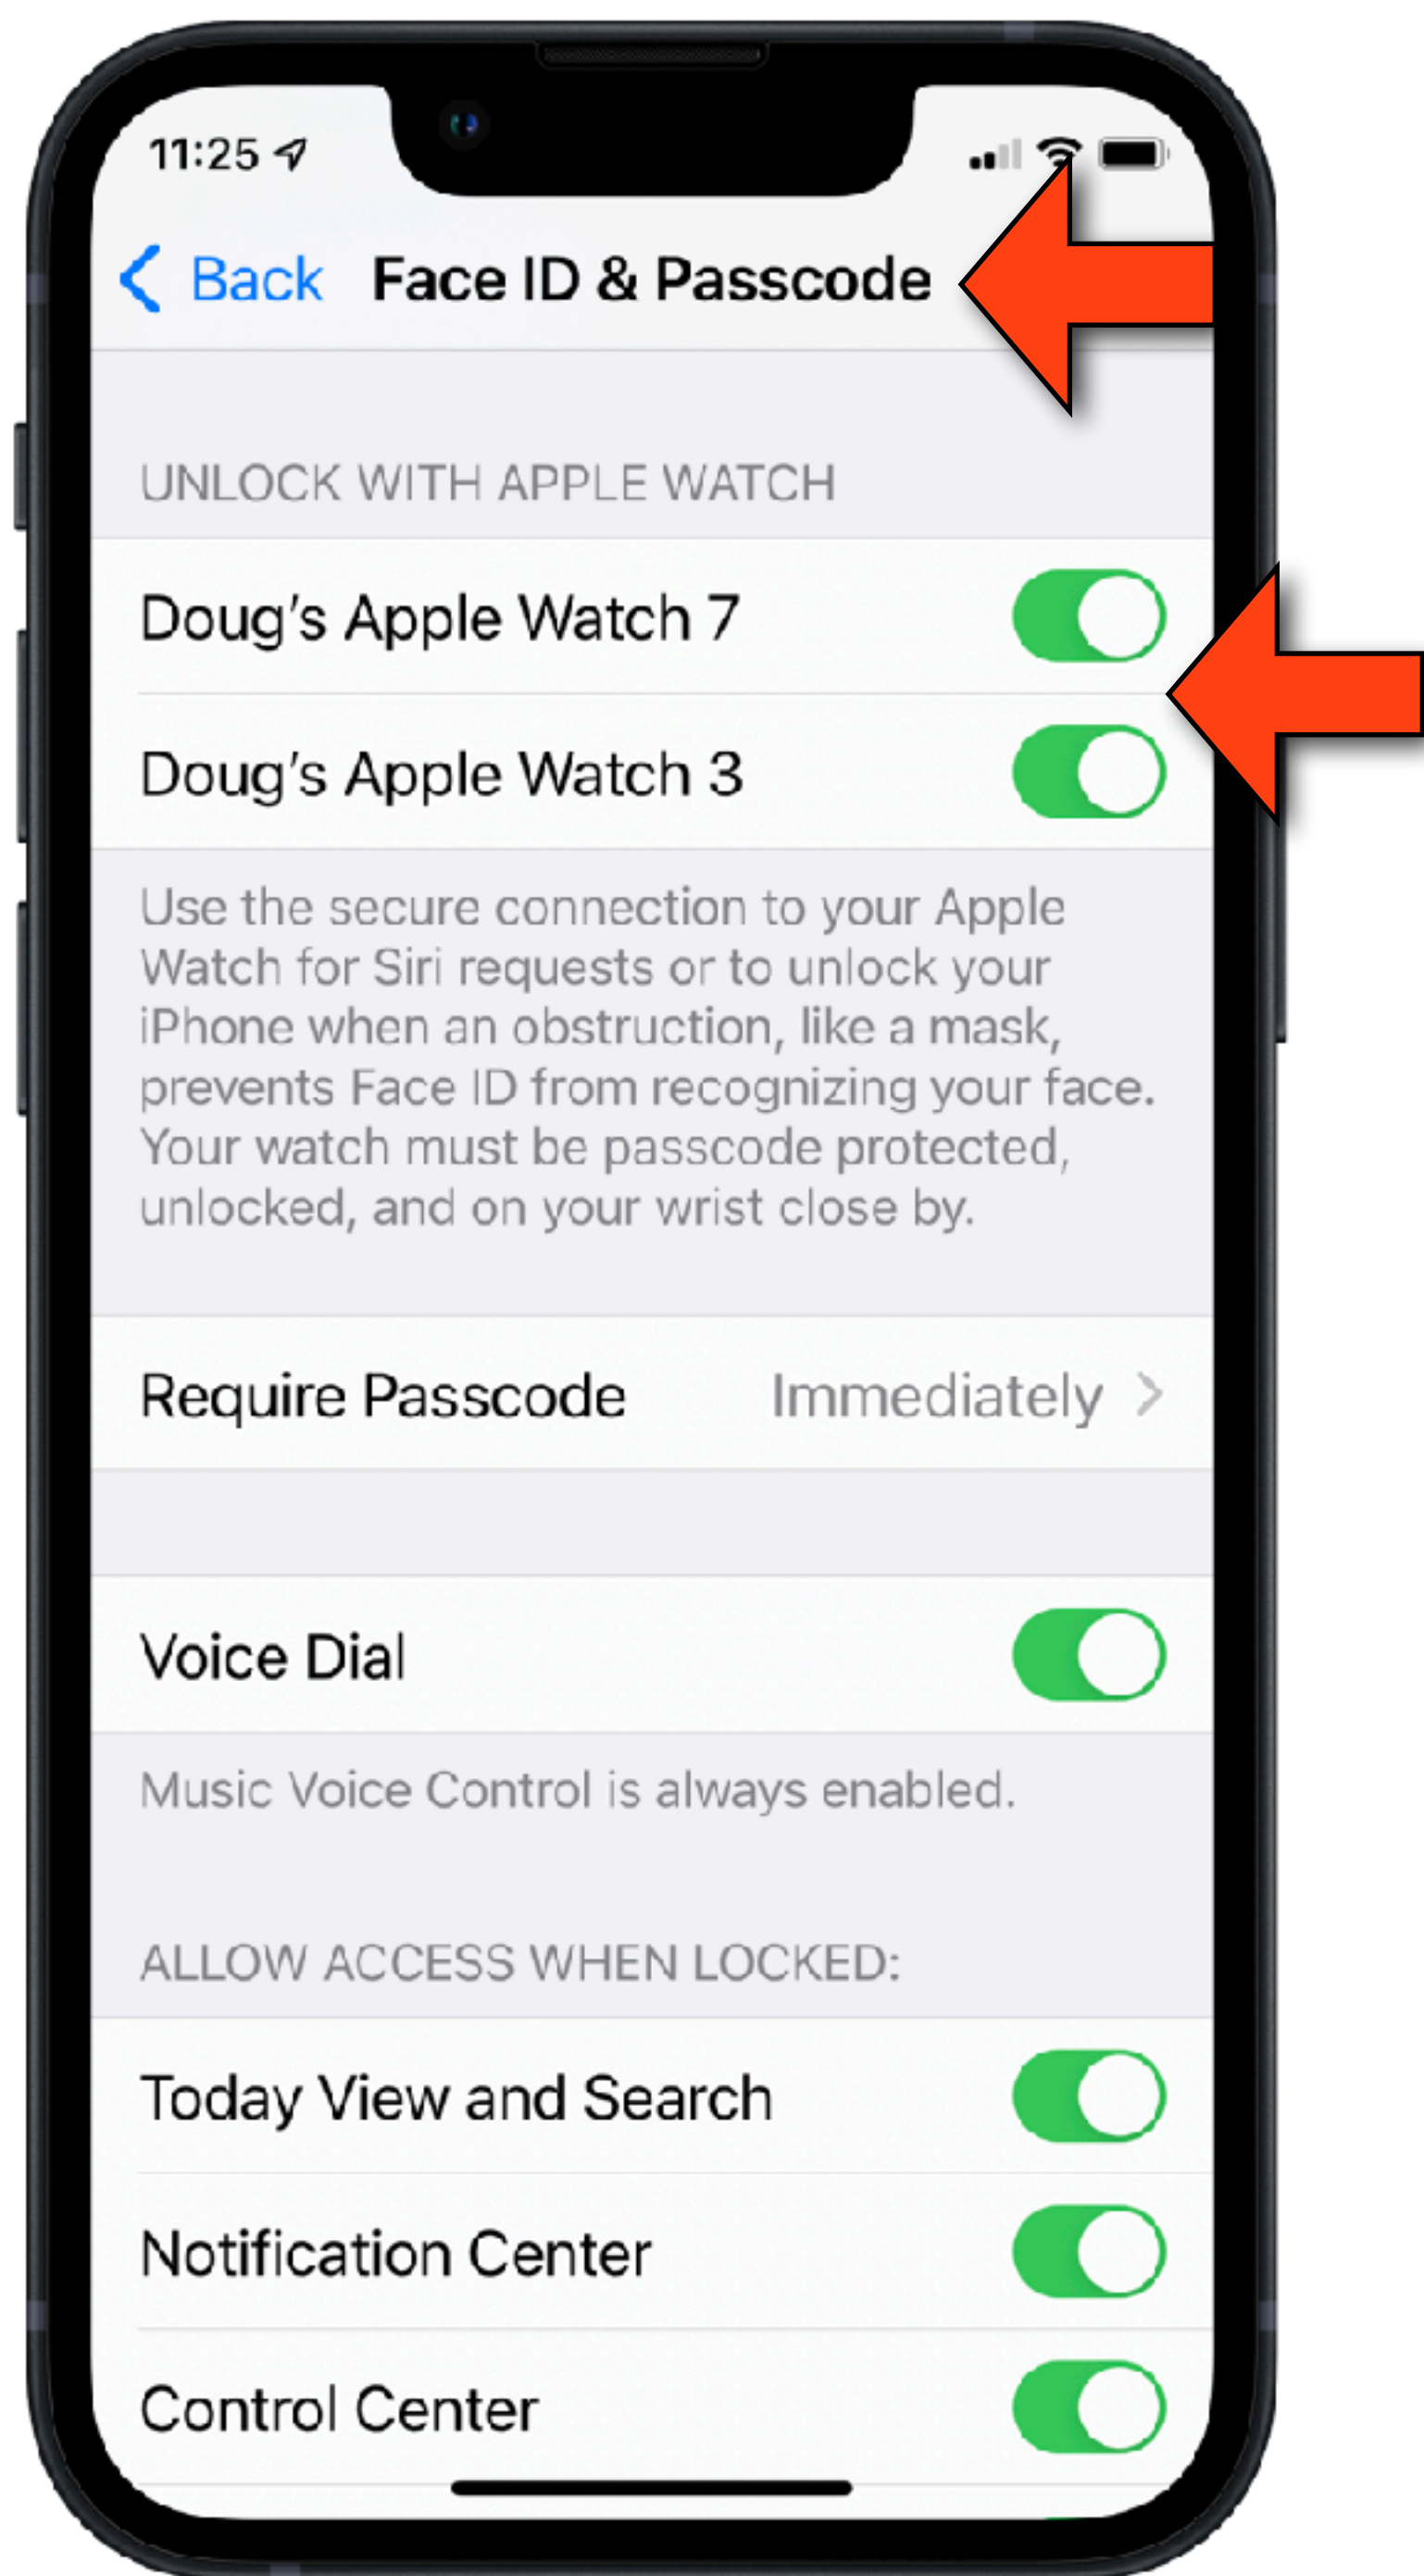 11:25
Back Face ID & Passcode
UNLOCK WITH APPLE WATCH
Doug’s Apple Watch 7
Doug’s Apple Watch 3
Use the secure connection to your Apple
Watch for Siri requests or to unlock your
iPhone when an obstruction, like a mask,
prevents Face ID from recognizing your face.
Your watch must be passcode protected,
unlocked, and on your wrist close by.
Require Passcode Immediately
Voice Dial
Music Voice Control is always enabled.
ALLOW ACCESS WHEN LOCKED:
Today View and Search
Notification Center
Control Center